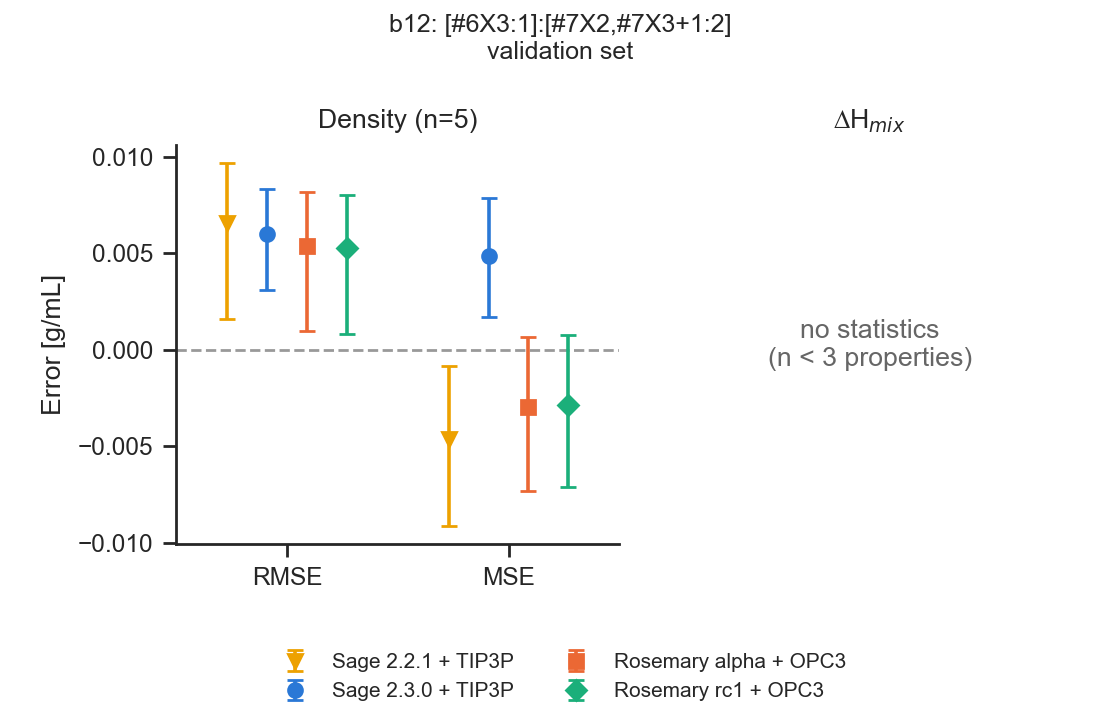 b12: [#6X3:1]:[#7X2,#7X3+1:2]
validation set
Density (n=5)
ΔH_mix
0.010
0.005
0.000
−0.005
−0.010
Error [g/mL]
RMSE
MSE
no statistics
(n < 3 properties)
Sage 2.2.1 + TIP3P
Sage 2.3.0 + TIP3P
Rosemary alpha + OPC3
Rosemary rc1 + OPC3